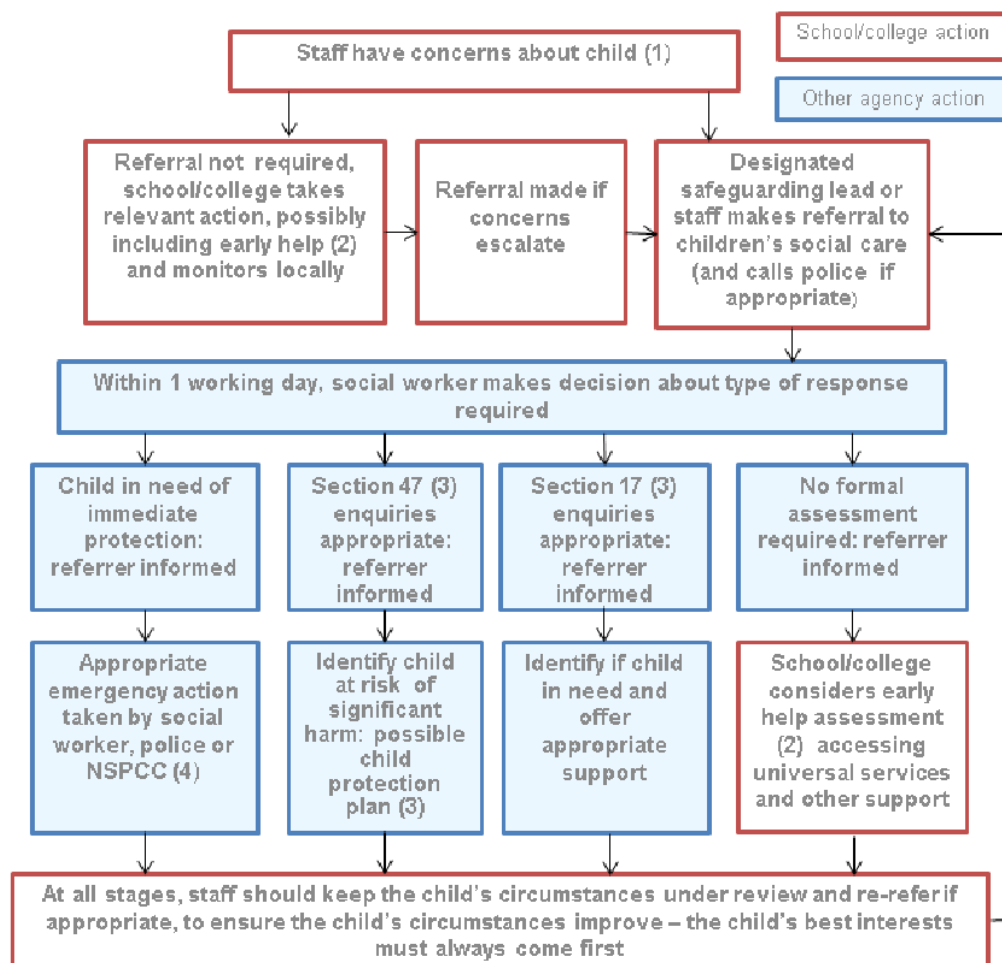 School/college action
Staff have concerns about child (1)
Other agency action
Referral not required,
school/college takes
relevant action, possibly
including early help (2)
and monitors locally
Referral made if
concerns
escalate
Designated
safeguarding lead or
staff makes referral to
children’s social care
(and calls police if
appropriate)
Within 1 working day, social worker makes decision about type of response
required
Child in need of
immediate
protection:
referrer informed
Section 47 (3)
enquiries
appropriate:
referrer
informed
Section 17 (3)
enquiries
appropriate:
referrer
informed
No formal
assessment
required: referrer
informed
Appropriate
emergency action
taken by social
worker, police or
NSPCC (4)
Identify child
at risk of
significant
harm: possible
child
protection
plan (3)
Identify if child
in need and
offer
appropriate
support
School/college
considers early
help assessment
(2) accessing
universal services
and other support
At all stages, staff should keep the child’s circumstances under review and re-refer if
appropriate, to ensure the child’s circumstances improve – the child’s best interests
must always come first